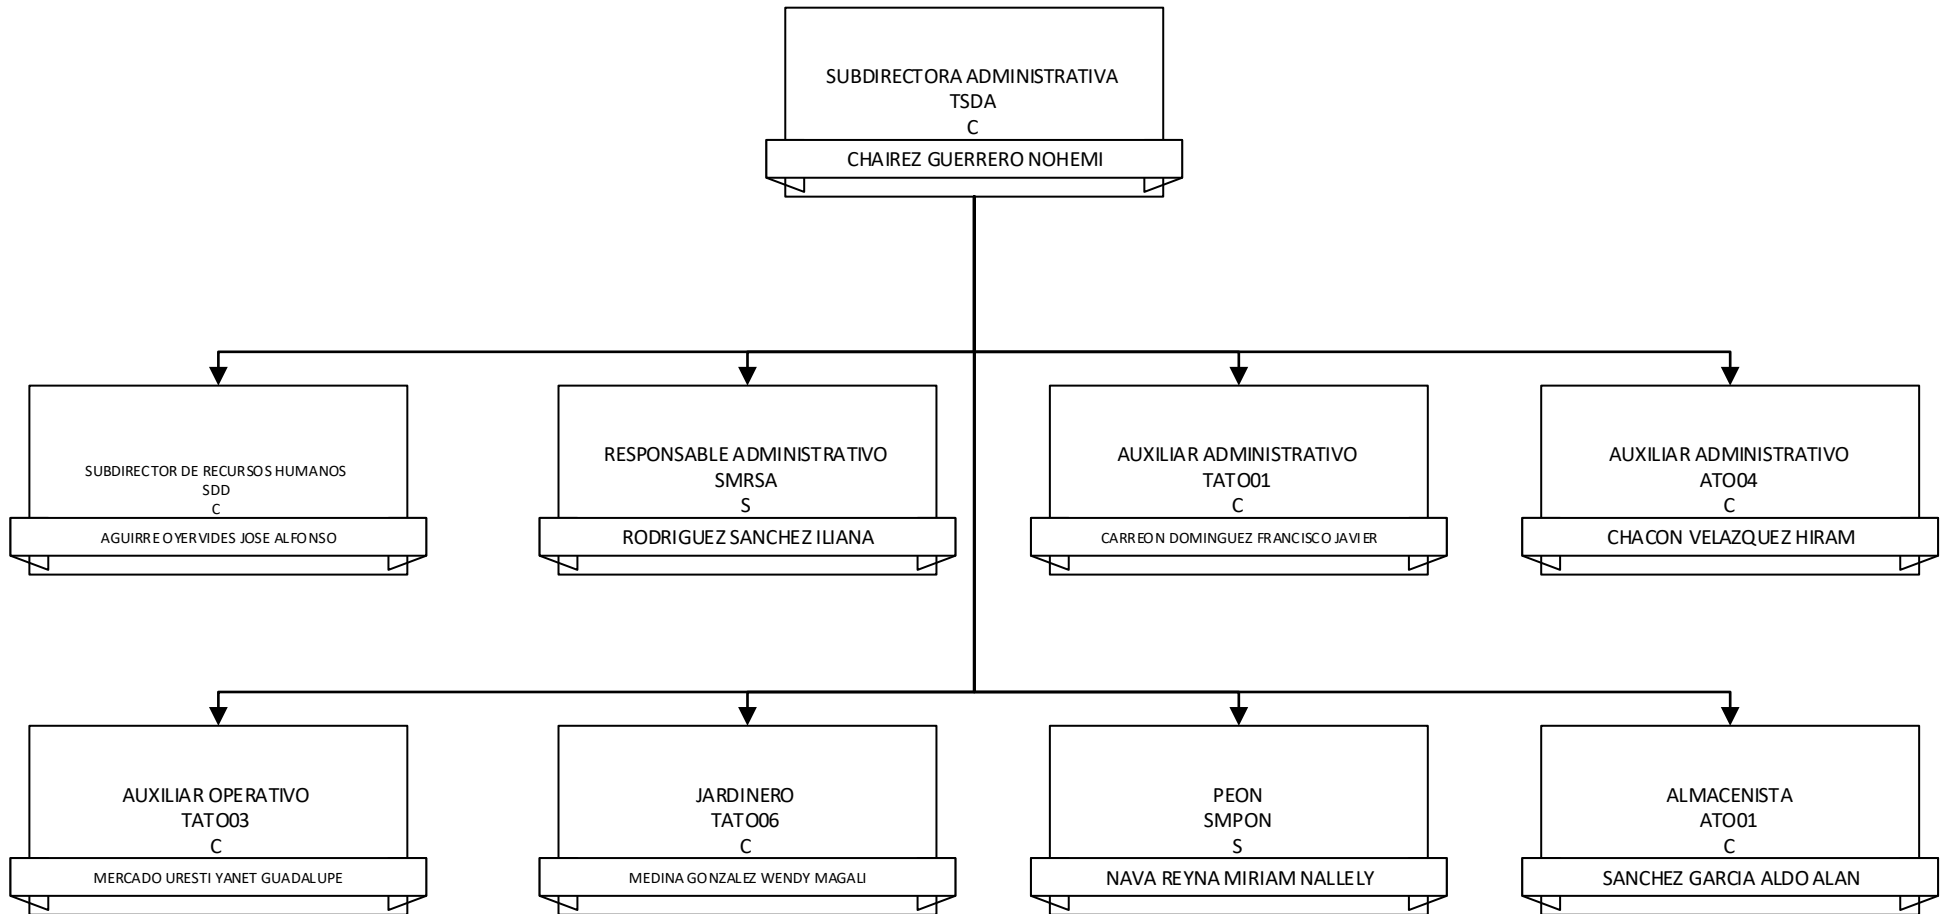 SUBDIRECTORA ADMINISTRATIVA
TSDA
C
CHAIREZ GUERRERO NOHEMI
SUBDIRECTOR DE RECURSOS HUMANOS
SDD
C
AGUIRRE OYERVIDES JOSE ALFONSO
RESPONSABLE ADMINISTRATIVO
SMRSA
S
RODRIGUEZ SANCHEZ ILIANA
AUXILIAR ADMINISTRATIVO
TATO01
C
CARREON DOMINGUEZ FRANCISCO JAVIER
AUXILIAR ADMINISTRATIVO
ATO04
C
CHACON VELAZQUEZ HIRAM
AUXILIAR OPERATIVO
TATO03
C
MERCADO URESTI YANET GUADALUPE
JARDINERO
TATO06
C
MEDINA GONZALEZ WENDY MAGALI
PEON
SMPON
S
NAVA REYNA MIRIAM NALLELY
ALMACENISTA
ATO01
C
SANCHEZ GARCIA ALDO ALAN